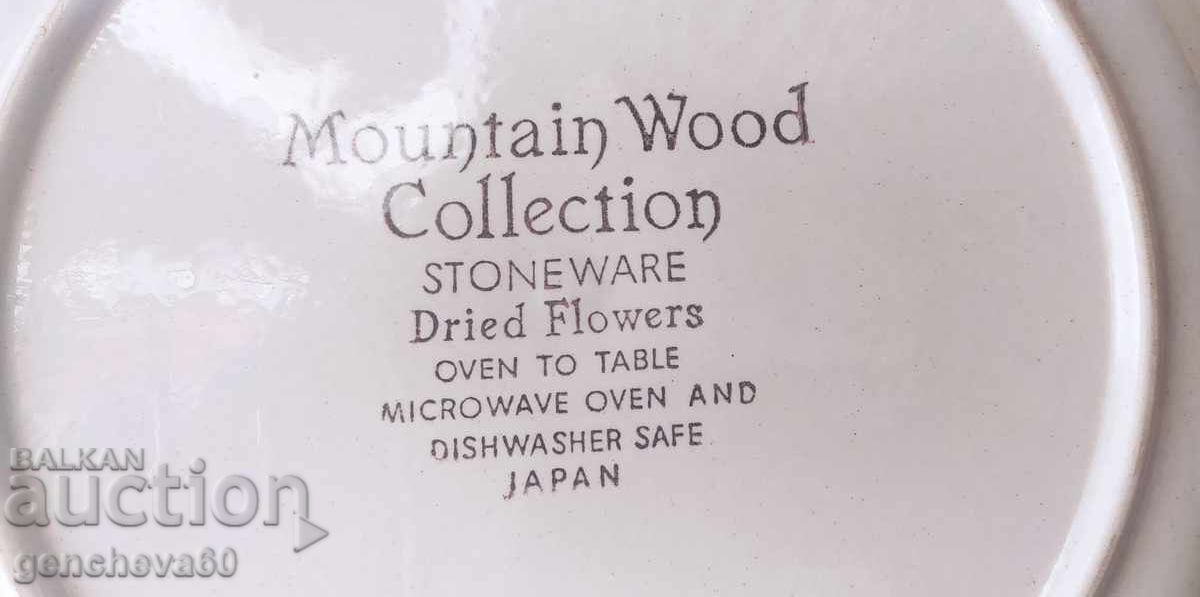 Mountain Wood
Collection
STONEWARE
Dried Flowers
OVEN TO TABLE
MICROWAVE OVEN AND
DISHWASHER SAFE
JAPAN
BALKAN
auction
gencheva60